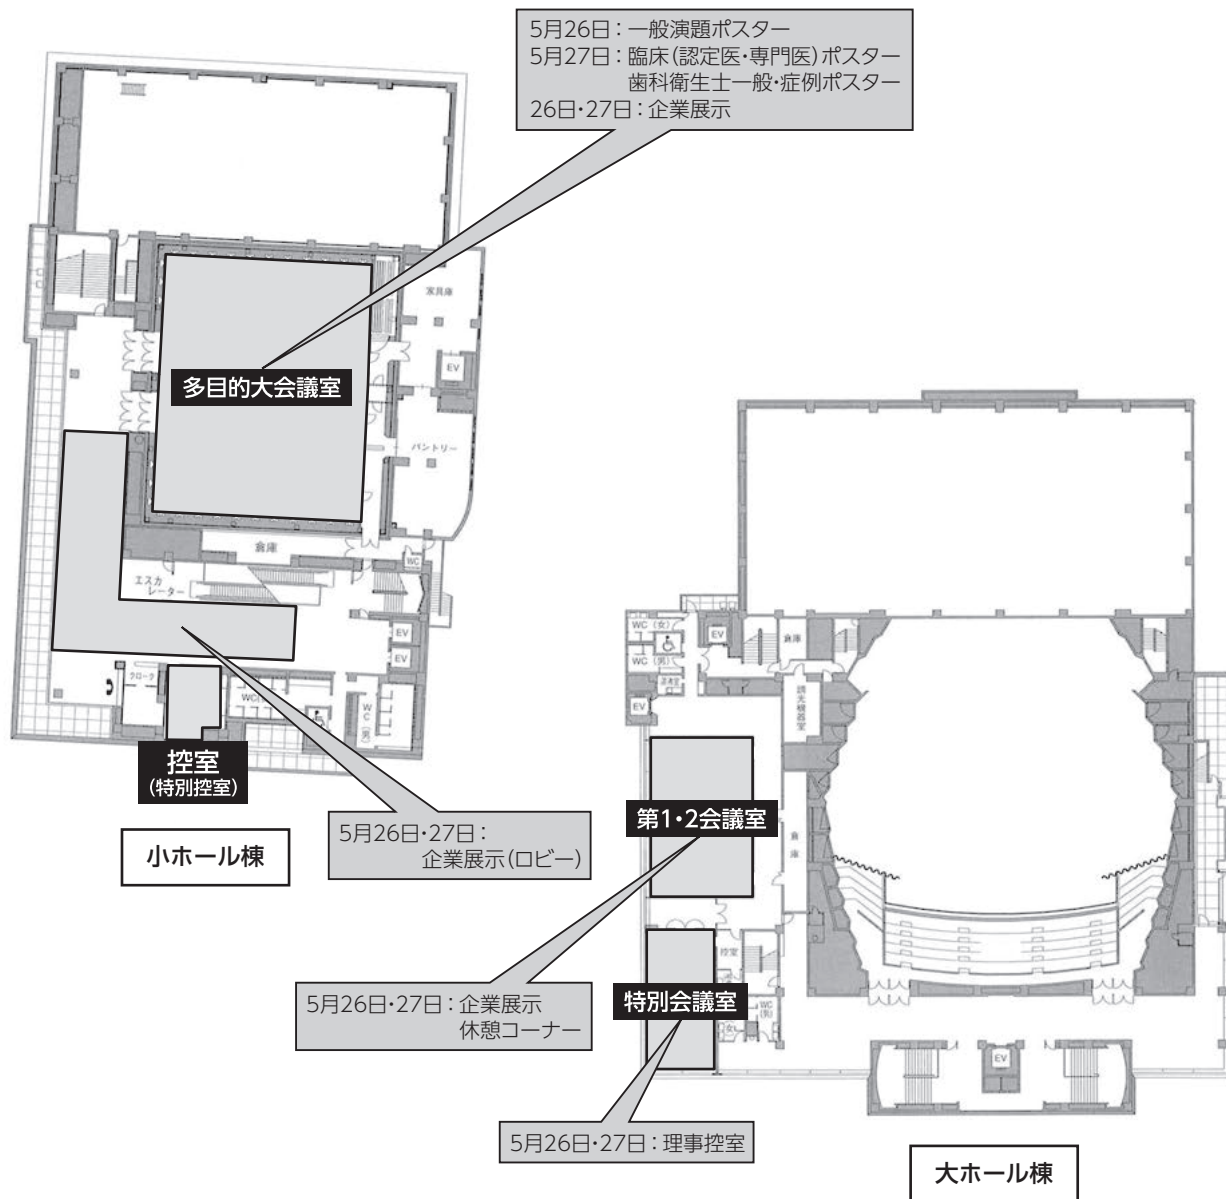 5月26日：一般演題ポスター
5月27日：臨床（認定医・専門医）ポスター
歯科衛生士一般・症例ポスター
26日・27日：企業展示
家具庫
EV
多目的大会議室
パントリー
倉庫
WC
エスカ
レーター
EV
EV
クローク
WC
WC(男)
控室
（特別控室）
小ホール棟
5月26日・27日：
企業展示（ロビー）
WC（女）
EV
倉庫
WC（男）
EV
調光機器室
第1・2会議室
倉庫
5月26日・27日：企業展示
休憩コーナー
控室
特別会議室
WC(男)
EV
5月26日・27日：理事控室
大ホール棟